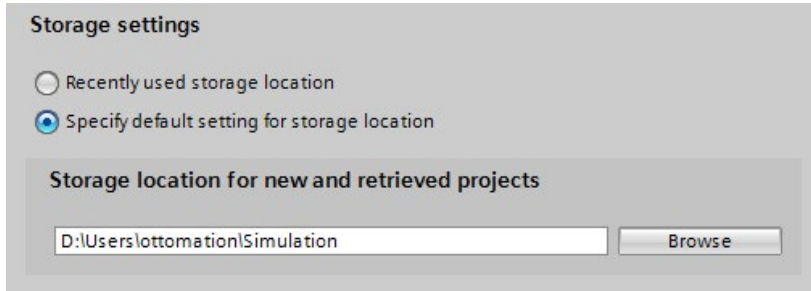 Storage settings
Recently used storage location
Specify default setting for storage location
Storage location for new and retrieved projects
D:\Users\ottomation\Simulation Browse